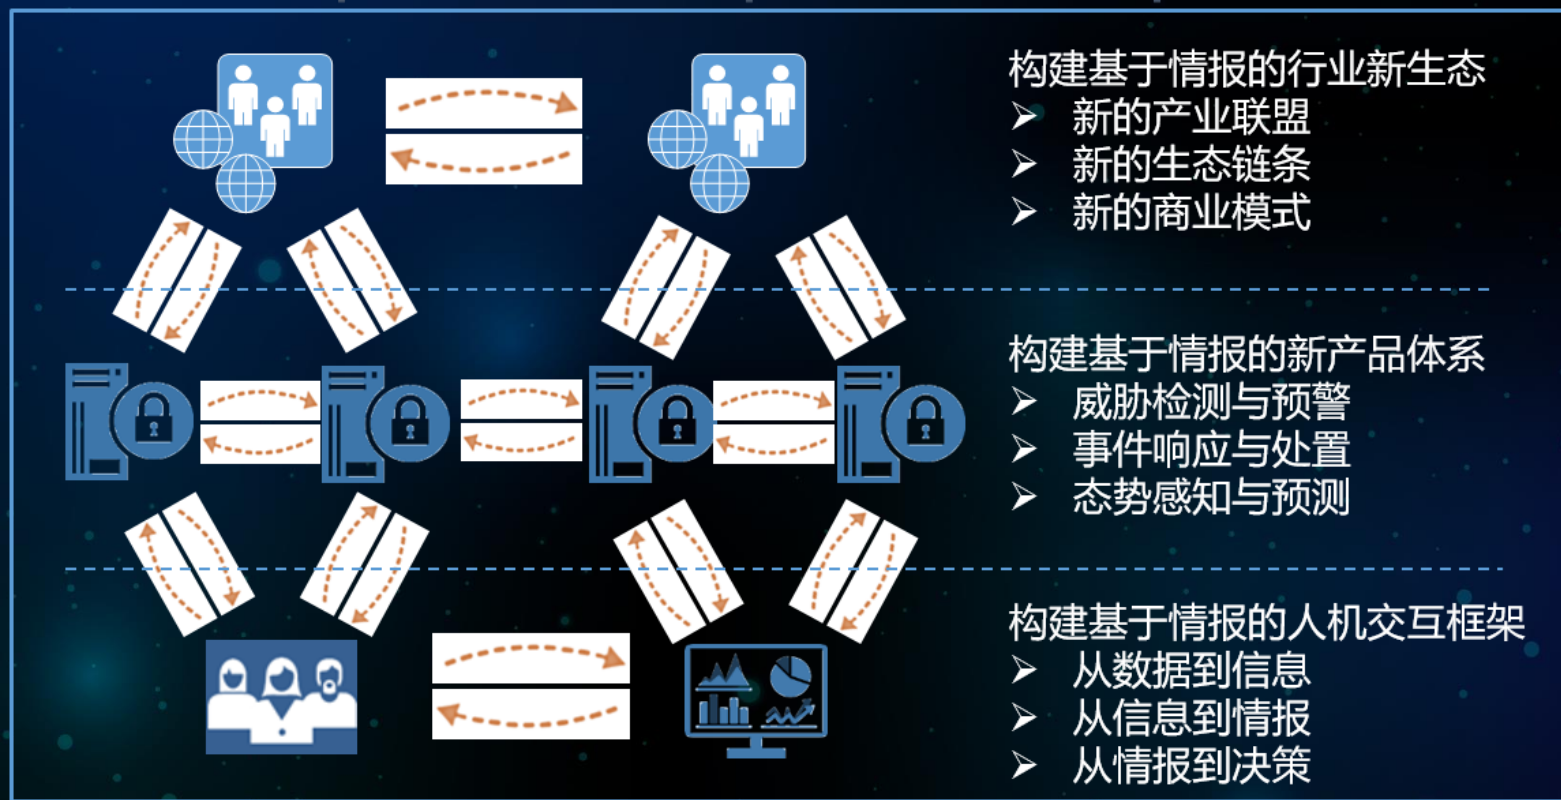 构建基于情报的行业新生态
➢ 新的产业联盟
➢ 新的生态链条
➢ 新的商业模式
构建基于情报的新产品体系
➢ 威胁检测与预警
➢ 事件响应与处置
➢ 态势感知与预测
构建基于情报的人机交互框架
➢ 从数据到信息
➢ 从信息到情报
➢ 从情报到决策